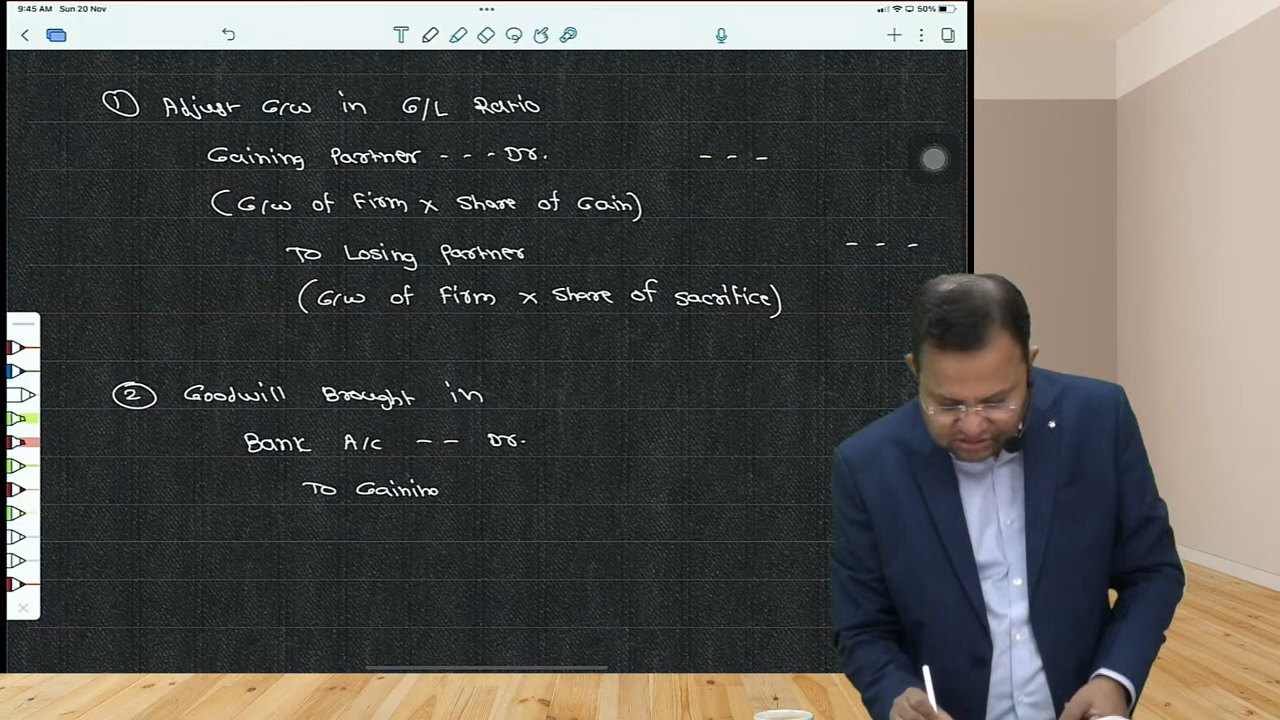 9:45 AM Sun 20 Nov
50%
T
① Adjust G/w in G/L Ratio
Gaining Partner - - - Dr. - - -
(G/w of Firm x Share of Gain)
To Losing Partner - - -
(G/w of Firm x Share of sacrifice)
② Goodwill Brought in
Bank A/c - - Dr.
To Gaining